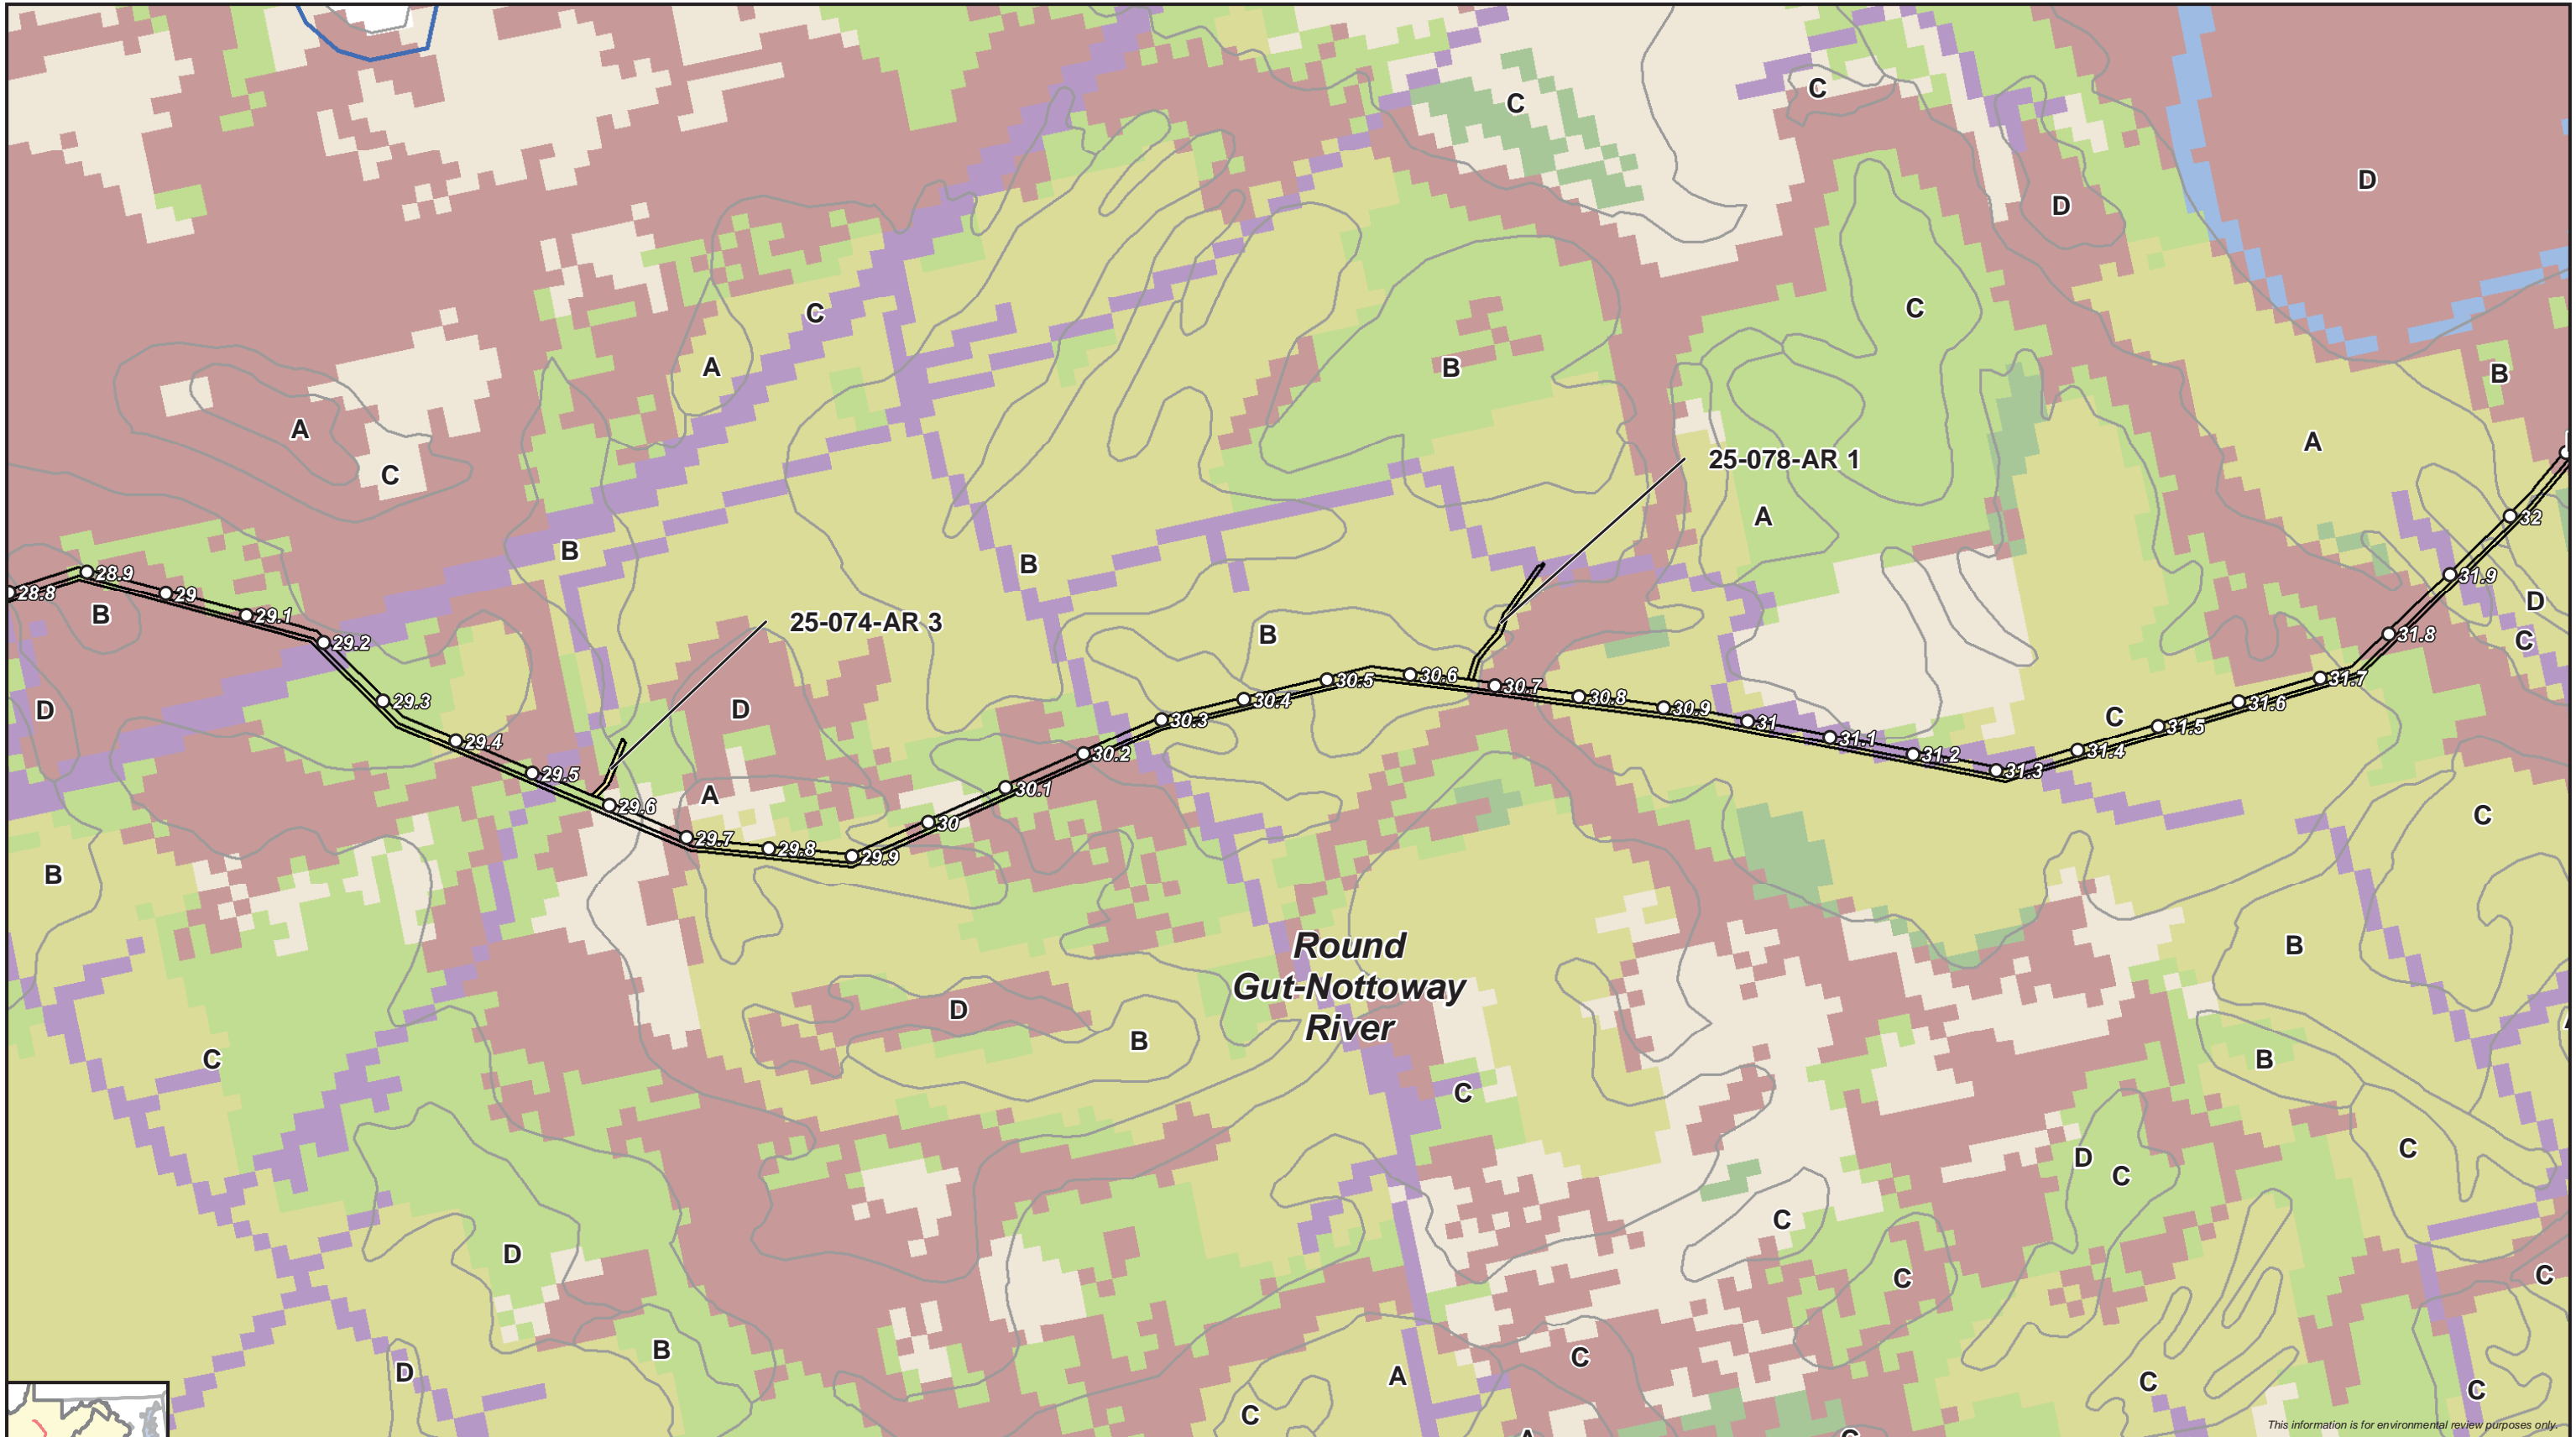 C
C
D
D
C
C
A
B
B
A
A
C
25-078-AR 1
A
32
B
B
28.9
31.9
28.8
29
D
B
29.1
25-074-AR 3
31.8
B
C
29.2
30.5
30.6
30.7
31.7
29.3
30.4
30.8
31.6
D
D
30.9
C
30.3
31
31.5
29.4
31.1
31.4
30.2
31.2
29.5
31.3
30.1
A
29.6
C
30
29.7
29.8
29.9
B
Round
Gut-Nottoway
River
B
D
B
C
B
C
C
D
C
C
D
C
C
B
C
D
A
C
C
C
This information is for environmental review purposes only.